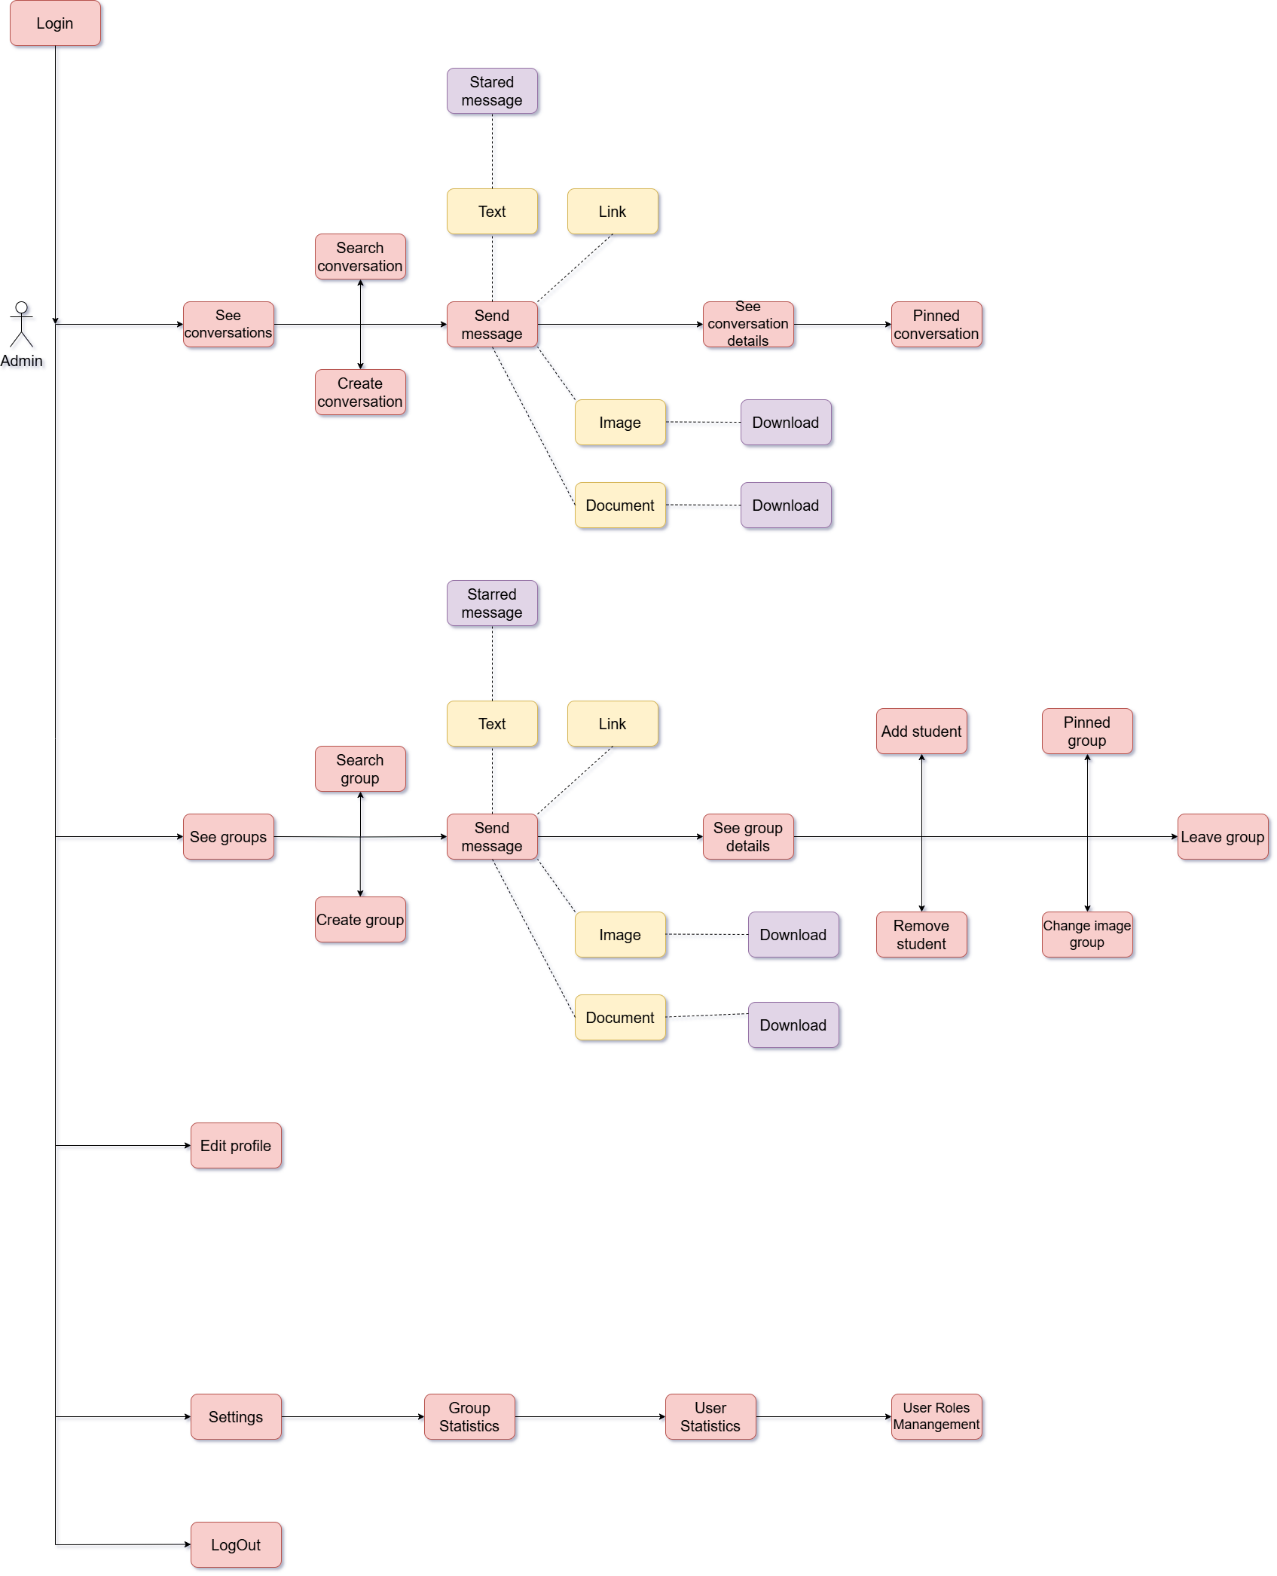 Login
Stared
message
Text
Link
Search
conversation
Admin
See
conversations
Send
message
See
conversation
details
Pinned
conversation
Create
conversation
Image
Download
Document
Download
Starred
message
Text
Link
Add student
Pinned
group
Search
group
See groups
Send
message
See group
details
Leave group
Create group
Image
Download
Remove
student
Change image
group
Document
Download
Edit profile
Settings
Group
Statistics
User
Statistics
User Roles
Manangement
LogOut